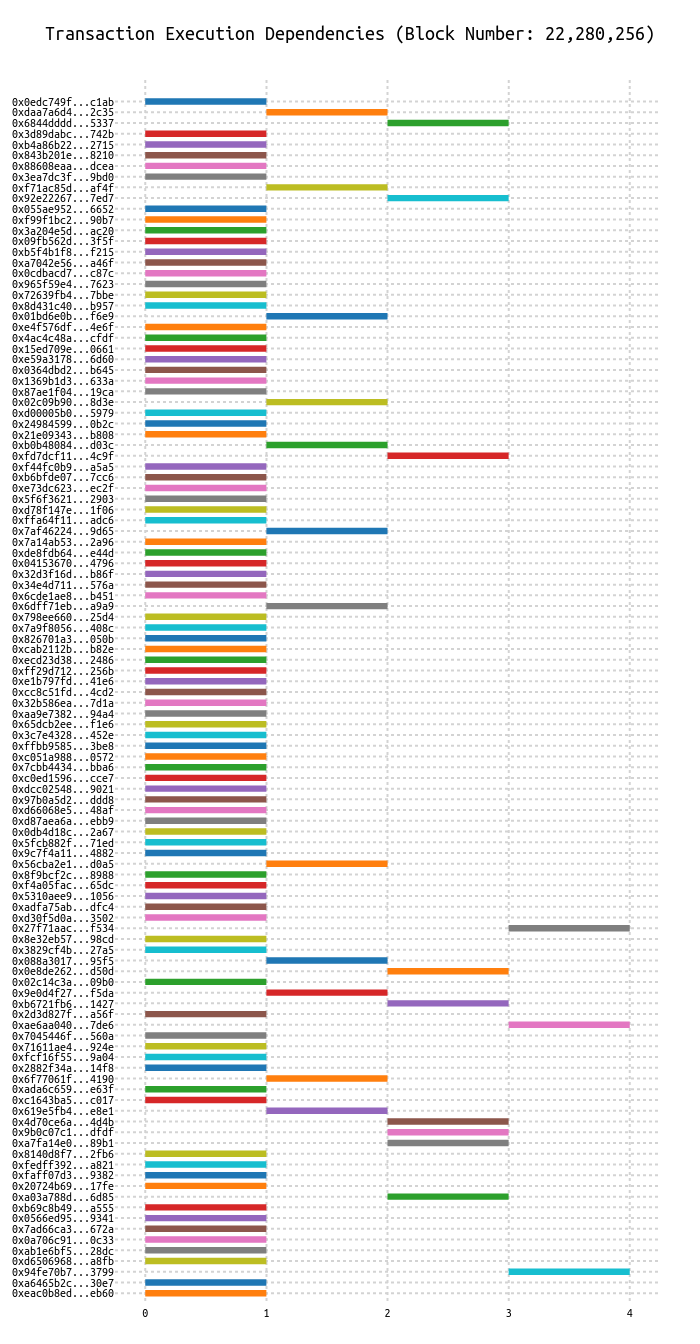 Transaction Execution Dependencies (Block Number: 22,280,256)
0x0edc749f...c1ab
0xdaa7a6d4...2c35
0x6844dddd...5337
0x3d89dabc...742b
0xb4a86b22...2715
0x843b201e...8210
0x88608eaa...dcea
0x3ea7dc3f...9bd0
0xf71ac85d...af4f
0x92e22267...7ed7
0x055ae952...6652
0xf99f1bc2...90b7
0x3a204e5d...ac20
0x09fb562d...3f5f
0xb5f4b1f8...f215
0xa7042e56...a46f
0x0cdbacd7...c87c
0x965f59e4...7623
0x72639fb4...7bbe
0x8d431c40...b957
0x01bd6e0b...f6e9
0xe4f576df...4e6f
0x4ac4c48a...cfdf
0x15ed709e...0661
0xe59a3178...6d60
0x0364dbd2...b645
0x1369b1d3...633a
0x87ae1f04...19ca
0x02c09b90...8d3e
0xd00005b0...5979
0x24984599...0b2c
0x21e09343...b808
0xb0b48084...d03c
0xfd7dcf11...4c9f
0xf44fc0b9...a5a5
0xb6bfde07...7cc6
0xe73dc623...ec2f
0x5f6f3621...2903
0xd78f147e...1f06
0xffa64f11...adc6
0x7af46224...9d65
0x7a14ab53...2a96
0xde8fdb64...e44d
0x04153670...4796
0x32d3f16d...b86f
0x34e4d711...576a
0x6cde1ae8...b451
0x6dff71eb...a9a9
0x798ee660...25d4
0x7a9f8056...408c
0x826701a3...050b
0xcab2112b...b82e
0xecd23d38...2486
0xff29d712...256b
0xe1b797fd...41e6
0xcc8c51fd...4cd2
0x32b586ea...7d1a
0xaa9e7382...94a4
0x65dcb2ee...f1e6
0x3c7e4328...452e
0xffbb9585...3be8
0xc051a988...0572
0x7cbb4434...bba6
0xc0ed1596...cce7
0xdcc02548...9021
0x97b0a5d2...ddd8
0xd66068e5...48af
0xd87aea6a...ebb9
0x0db4d18c...2a67
0x5fcb882f...71ed
0x9c7f4a11...4882
0x56cba2e1...d0a5
0x8f9bcf2c...8988
0xf4a05fac...65dc
0x5310aee9...1056
0xadfa75ab...dfc4
0xd30f5d0a...3502
0x27f71aac...f534
0x8e32eb57...98cd
0x3829cf4b...27a5
0x088a3017...95f5
0x0e8de262...d50d
0x02c14c3a...09b0
0x9e0d4f27...f5da
0xb6721fb6...1427
0x2d3d827f...a56f
0xae6aa040...7de6
0x7045446f...560a
0x71611ae4...924e
0xfcf16f55...9a04
0x2882f34a...14f8
0x6f77061f...4190
0xada6c659...e63f
0xc1643ba5...c017
0x619e5fb4...e8e1
0x4d70ce6a...4d4b
0x9b0c07c1...dfdf
0xa7fa14e0...89b1
0x8140d8f7...2fb6
0xfedff392...a821
0xfaff07d3...9382
0x20724b69...17fe
0xa03a788d...6d85
0xb69c8b49...a555
0x0566ed95...9341
0x7ad66ca3...672a
0x0a706c91...0c33
0xab1e6bf5...28dc
0xd6506968...a8fb
0x94fe70b7...3799
0xa6465b2c...30e7
0xeac0b8ed...eb60
0 1 2 3 4